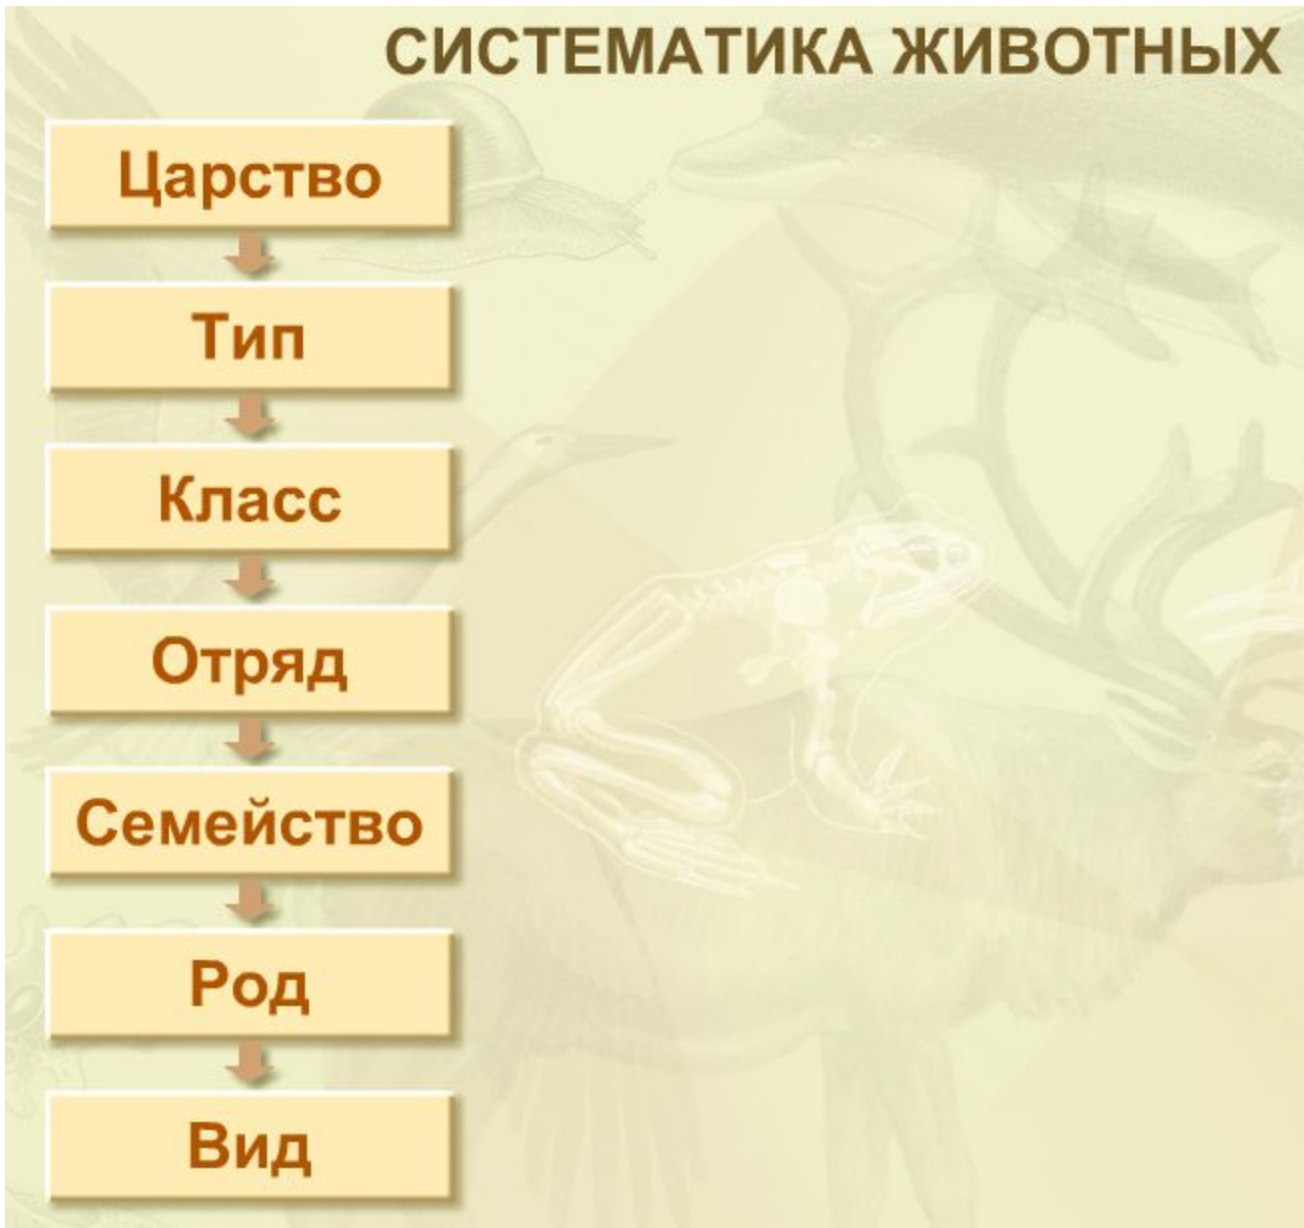 СИСТЕМАТИКА ЖИВОТНЫХ
Царство
Тип
Класс
Отряд
Семейство
Род
Вид